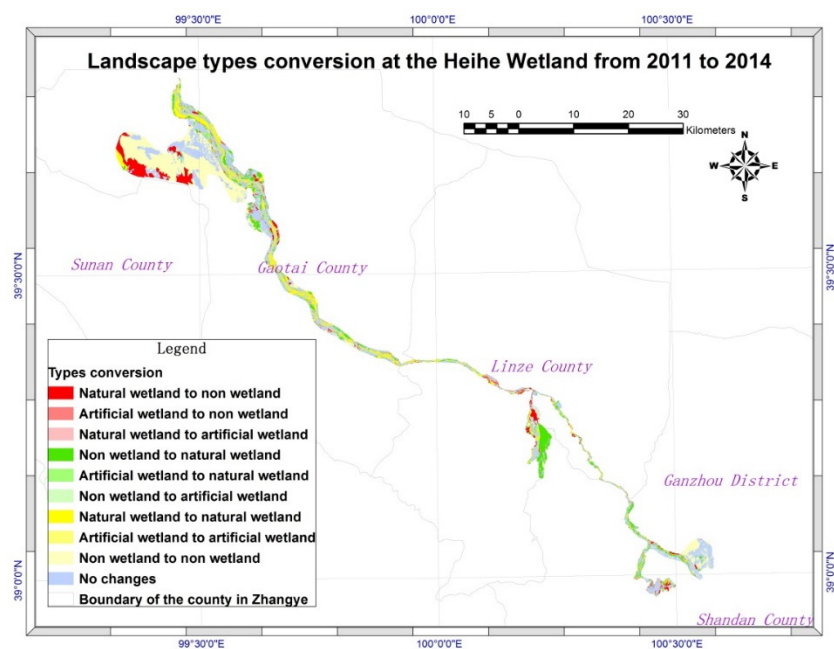 99°30'0"E 100°0'0"E 100°30'0"E
Landscape types conversion at the Heihe Wetland from 2011 to 2014
10 5 0 10 20 30
Kilometers
N
W E
S
39°30'0"N 39°30'0"N
Sunan County
Gaotai County
Linze County
Ganzhou District
Shandan County
Legend
Types conversion
Natural wetland to non wetland
Artificial wetland to non wetland
Natural wetland to artificial wetland
Non wetland to natural wetland
Artificial wetland to natural wetland
Non wetland to artificial wetland
Natural wetland to natural wetland
Artificial wetland to artificial wetland
Non wetland to non wetland
No changes
Boundary of the county in Zhangye
39°0'0"N 39°0'0"N
99°30'0"E 100°0'0"E 100°30'0"E